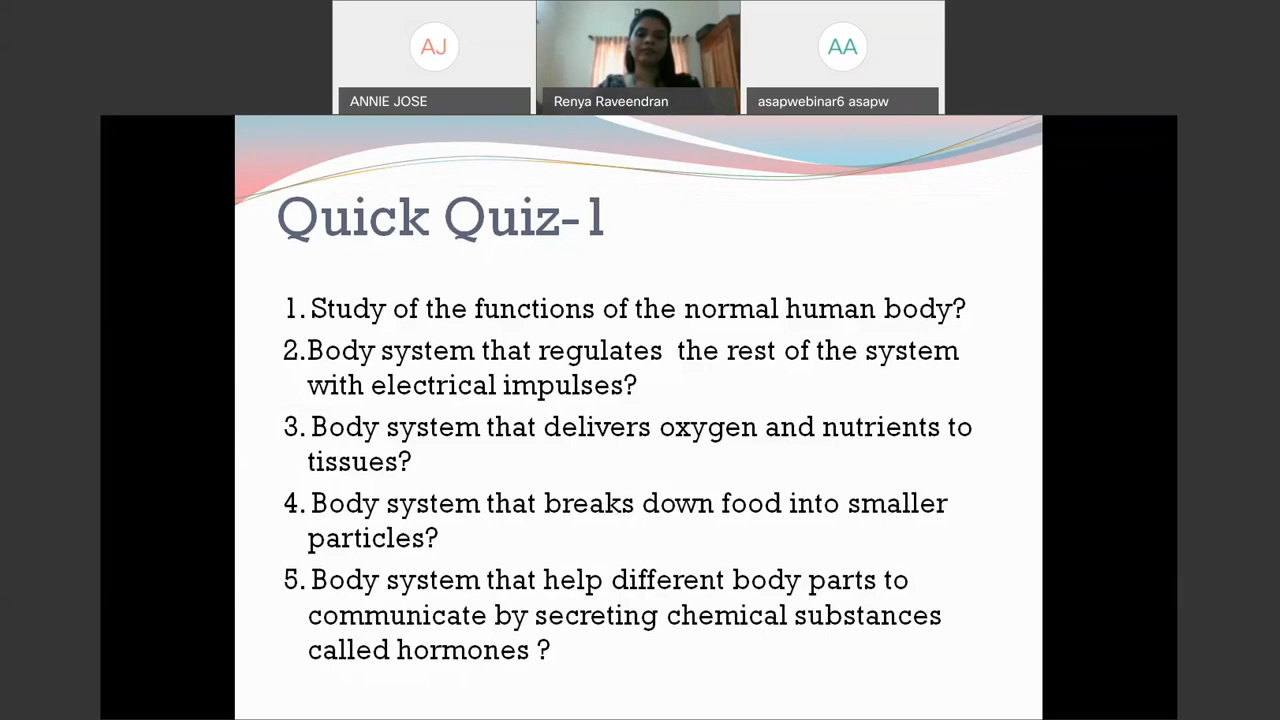 AJ
AA
ANNIE JOSE
Renya Raveendran
asapwebinar6 asapw
Quick Quiz-1
1. Study of the functions of the normal human body?
2.Body system that regulates the rest of the system
with electrical impulses?
3. Body system that delivers oxygen and nutrients to
tissues?
4. Body system that breaks down food into smaller
particles?
5. Body system that help different body parts to
communicate by secreting chemical substances
called hormones ?